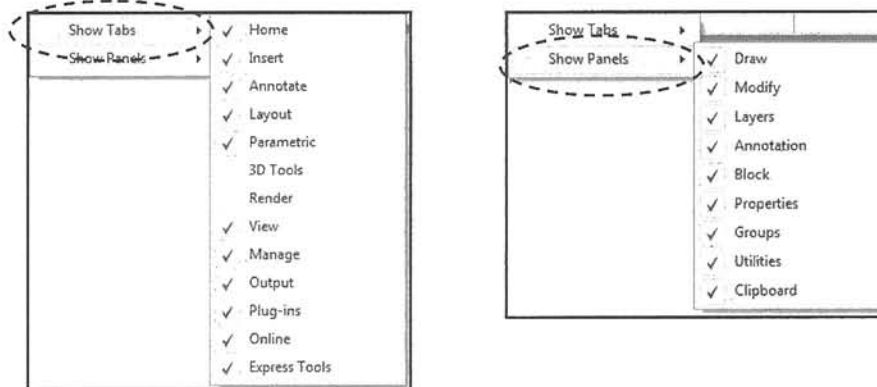 Show Tabs
Show Panels
Home
Insert
Annotate
Layout
Parametric
3D Tools
Render
View
Manage
Output
Plug-ins
Online
Express Tools
Show Tabs
Show Panels
Draw
Modify
Layers
Annotation
Block
Properties
Groups
Utilities
Clipboard